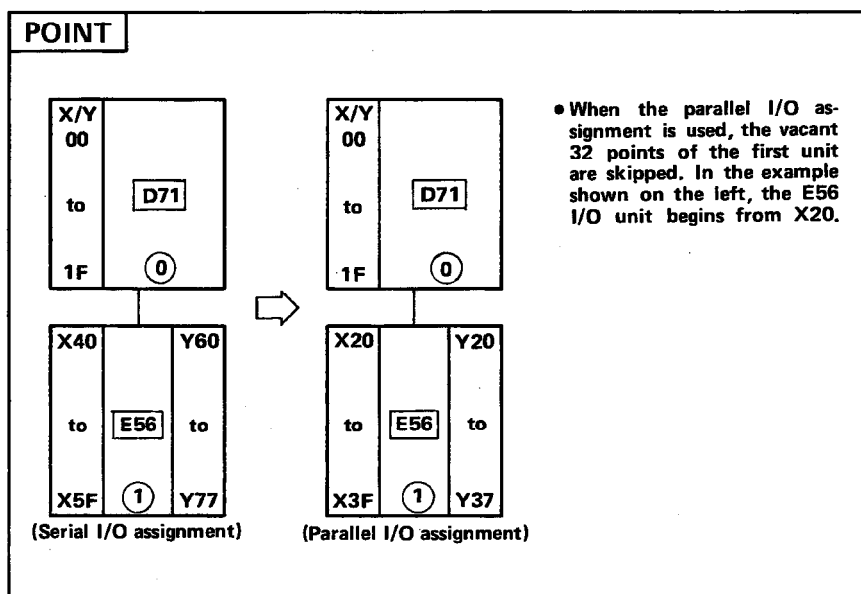 POINT
X/Y
00
to
1F
D71
0
X40
to
X5F
E56
1
Y60
to
Y77
(Serial I/O assignment)
X/Y
00
to
1F
D71
0
X20
to
X3F
E56
1
Y20
to
Y37
(Parallel I/O assignment)
• When the parallel I/O as-
signment is used, the vacant
32 points of the first unit
are skipped. In the example
shown on the left, the E56
I/O unit begins from X20.